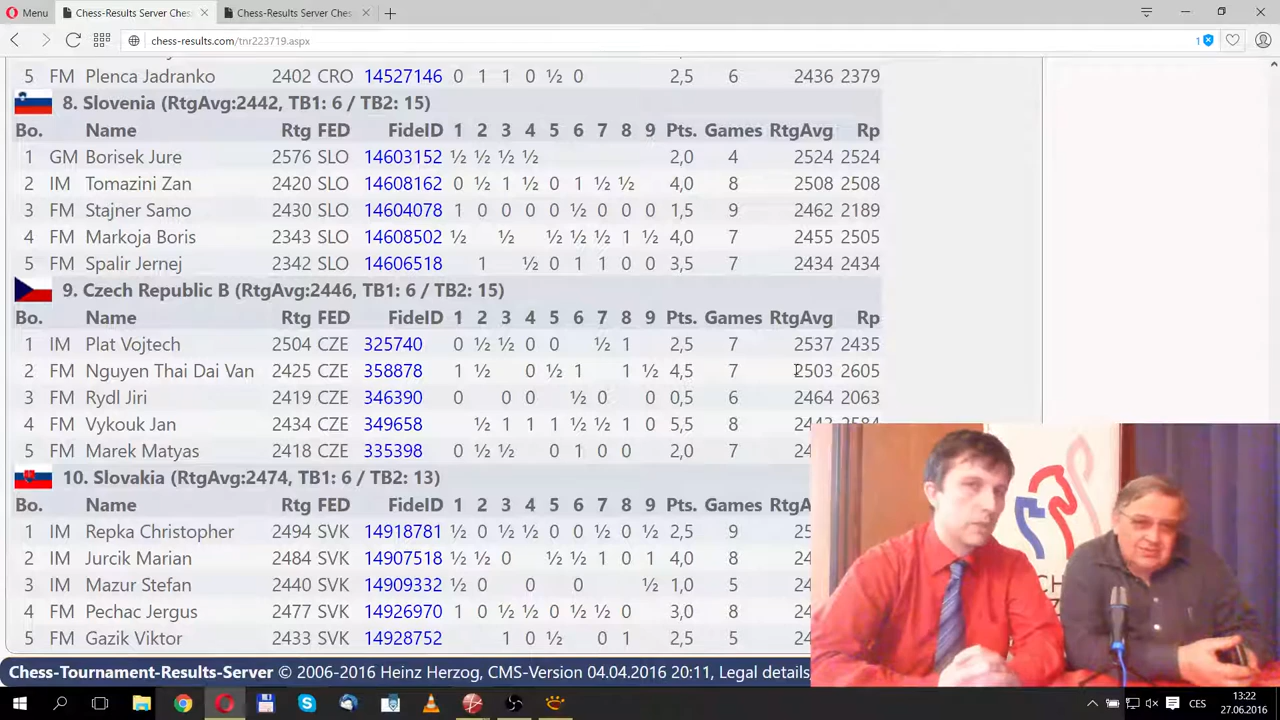 Menu Chess-Results Server Ches Chess-Results Server Ches
chess-results.com/tnr223719.aspx 1
5 FM Plenca Jadranko 2402 CRO 14527146 0 1 1 0 ½ 0 2,5 6 2436 2379
8. Slovenia (RtgAvg:2442, TB1: 6 / TB2: 15)
Bo. Name Rtg FED FideID 1 2 3 4 5 6 7 8 9 Pts. Games RtgAvg Rp
1 GM Borisek Jure 2576 SLO 14603152 ½ ½ ½ ½ 2,0 4 2524 2524
2 IM Tomazini Zan 2420 SLO 14608162 0 ½ 1 ½ 0 1 ½ ½ 4,0 8 2508 2508
3 FM Stajner Samo 2430 SLO 14604078 1 0 0 0 0 ½ 0 0 0 1,5 9 2462 2189
4 FM Markoja Boris 2343 SLO 14608502 ½ ½ ½ ½ ½ 1 ½ 4,0 7 2455 2505
5 FM Spalir Jernej 2342 SLO 14606518 1 ½ 0 1 1 0 0 3,5 7 2434 2434
9. Czech Republic B (RtgAvg:2446, TB1: 6 / TB2: 15)
Bo. Name Rtg FED FideID 1 2 3 4 5 6 7 8 9 Pts. Games RtgAvg Rp
1 IM Plat Vojtech 2504 CZE 325740 0 ½ ½ 0 0 ½ 1 2,5 7 2537 2435
2 FM Nguyen Thai Dai Van 2425 CZE 358878 1 ½ 0 ½ 1 1 ½ 4,5 7 2503 2605
3 FM Rydl Jiri 2419 CZE 346390 0 0 0 ½ 0 0 0,5 6 2464 2063
4 FM Vykouk Jan 2434 CZE 349658 ½ 1 1 1 ½ ½ 1 0 5,5 8
5 FM Marek Matyas 2418 CZE 335398 0 ½ ½ 0 1 0 0 2,0 7 24
10. Slovakia (RtgAvg:2474, TB1: 6 / TB2: 13)
Bo. Name Rtg FED FideID 1 2 3 4 5 6 7 8 9 Pts. Games RtgA
1 IM Repka Christopher 2494 SVK 14918781 ½ 0 ½ ½ 0 ½ 0 0 ½ 2,5 9 25
2 IM Jurcik Marian 2484 SVK 14907518 ½ ½ 0 ½ ½ 1 0 1 4,0 8 24
3 IM Mazur Stefan 2440 SVK 14909332 ½ 0 0 0 ½ 1,0 5 24
4 FM Pechac Jergus 2477 SVK 14926970 1 0 ½ ½ 0 ½ ½ 0 3,0 8 24
5 FM Gazik Viktor 2433 SVK 14928752 1 0 ½ 0 1 2,5 5 24
Chess-Tournament-Results-Server © 2006-2016 Heinz Herzog, CMS-Version 04.04.2016 20:11, Legal details
CES
13:22
27.06.2016